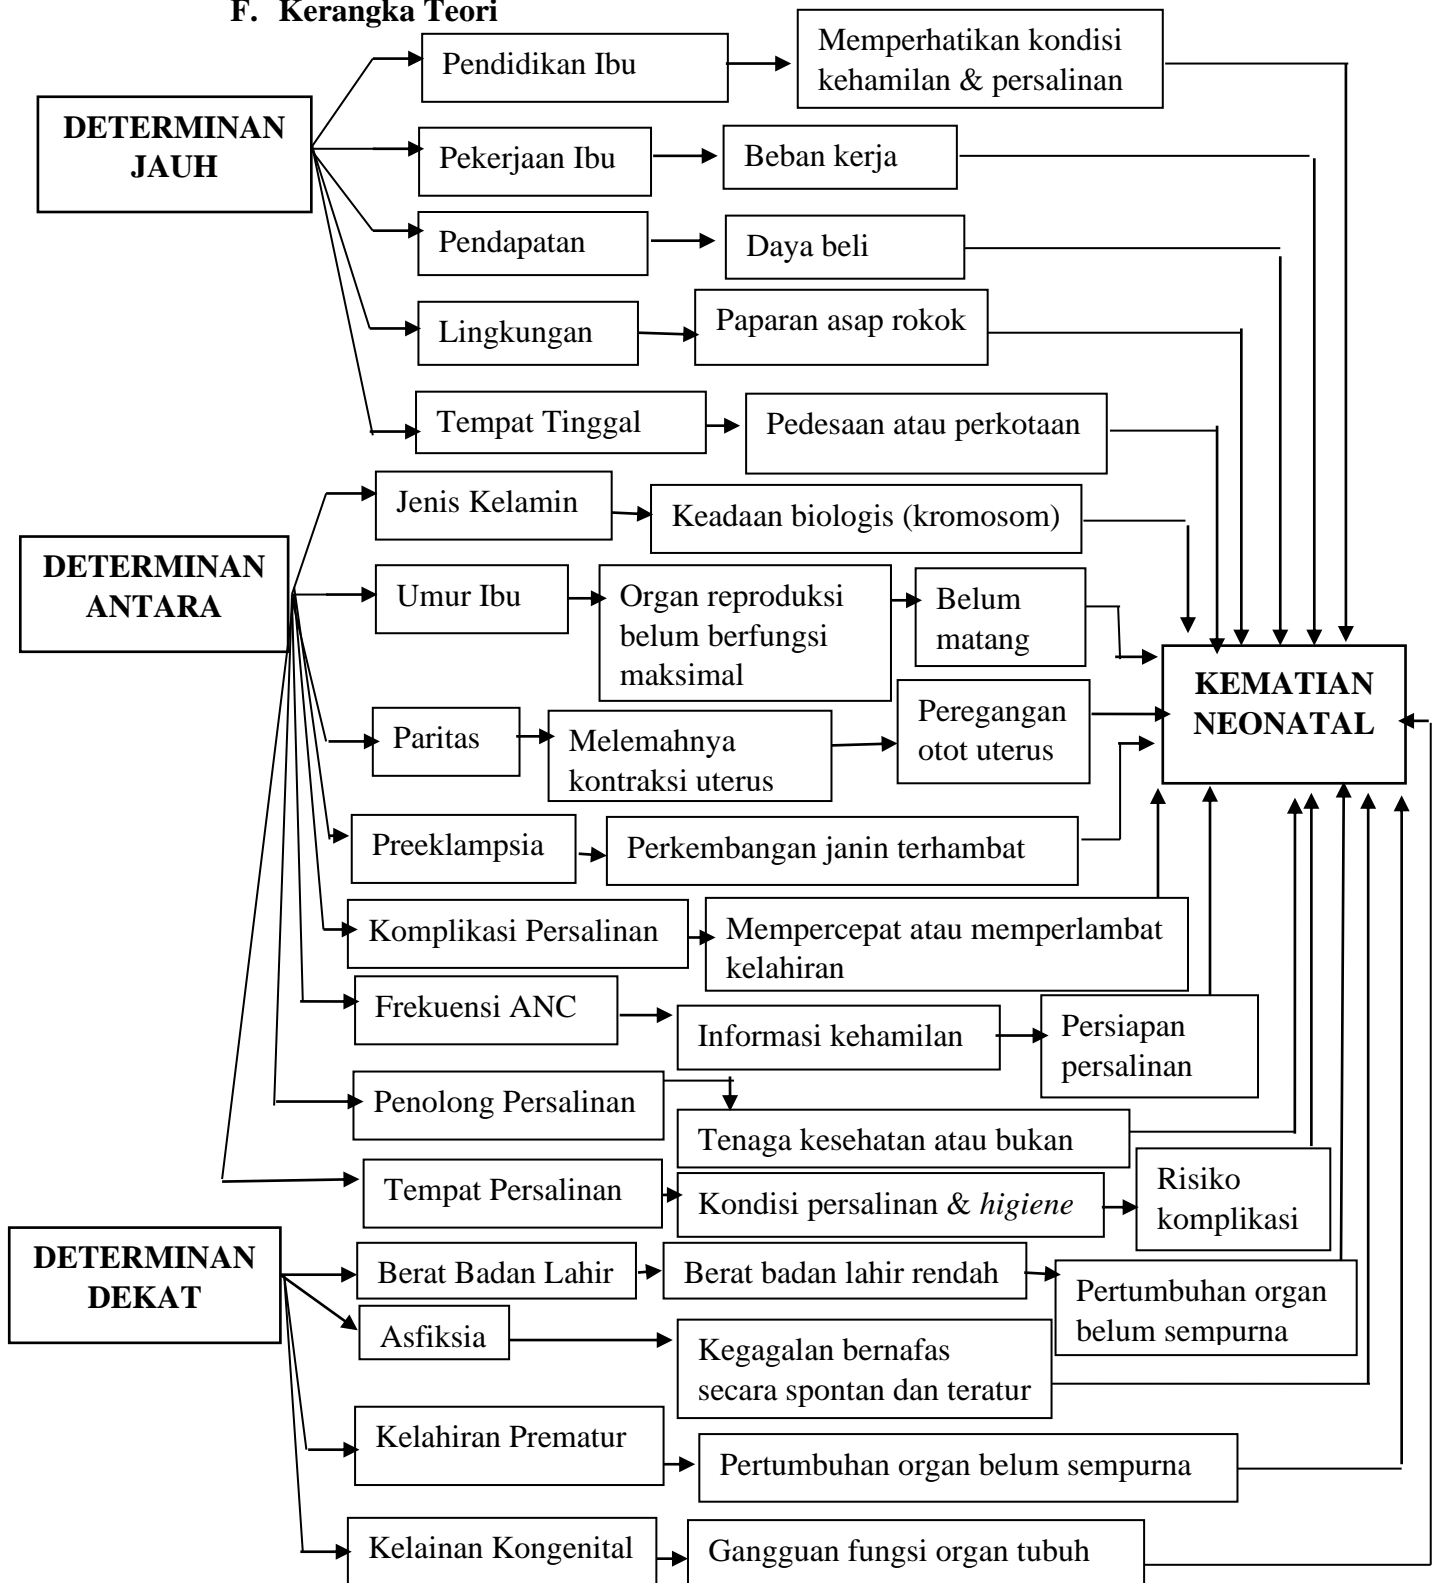 F. Kerangka Teori
DETERMINAN
JAUH
Pendidikan Ibu
Memperhatikan kondisi
kehamilan & persalinan
Pekerjaan Ibu
Beban kerja
Pendapatan
Daya beli
Lingkungan
Paparan asap rokok
Tempat Tinggal
Pedesaan atau perkotaan
DETERMINAN
ANTARA
Jenis Kelamin
Keadaan biologis (kromosom)
Umur Ibu
Organ reproduksi
belum berfungsi
maksimal
Belum
matang
Paritas
Melemahnya
kontraksi uterus
Peregangan
otot uterus
Preeklampsia
Perkembangan janin terhambat
Komplikasi Persalinan
Mempercepat atau memperlambat
kelahiran
Frekuensi ANC
Informasi kehamilan
Persiapan
persalinan
Penolong Persalinan
Tenaga kesehatan atau bukan
Tempat Persalinan
Kondisi persalinan & higiene
Risiko
komplikasi
DETERMINAN
DEKAT
Berat Badan Lahir
Berat badan lahir rendah
Pertumbuhan organ
belum sempurna
Asfiksia
Kegagalan bernafas
secara spontan dan teratur
Kelahiran Prematur
Pertumbuhan organ belum sempurna
Kelainan Kongenital
Gangguan fungsi organ tubuh
KEMATIAN
NEONATAL